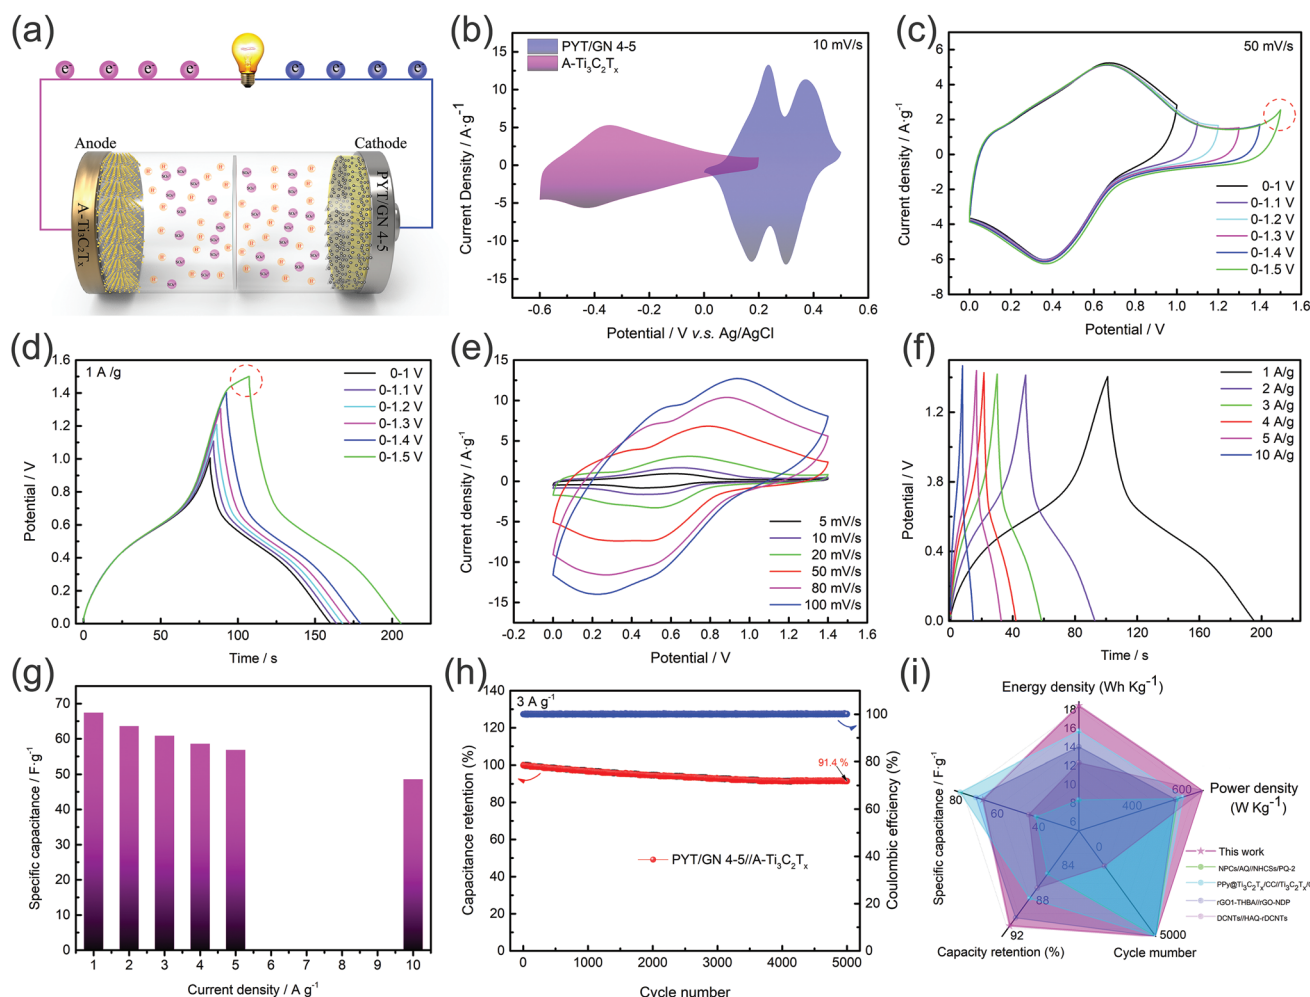 (a)
e⁻ e⁻ e⁻ e⁻ e⁻ e⁻ e⁻ e⁻
Anode
Cathode
A-Ti₃C₂Tₓ
PYT/GN 4-5
(b)
PYT/GN 4-5
A-Ti₃C₂Tₓ
10 mV/s
Current Density / A·g⁻¹
15
10
5
0
-5
-10
-15
-0.6 -0.4 -0.2 0.0 0.2 0.4 0.6
Potential / V v.s. Ag/AgCl
(c)
50 mV/s
Current density / A·g⁻¹
6
4
2
0
-2
-4
-6
-8
0-1 V
0-1.1 V
0-1.2 V
0-1.3 V
0-1.4 V
0-1.5 V
0.0 0.2 0.4 0.6 0.8 1.0 1.2 1.4 1.6
Potential / V
(d)
1 A /g
Potential / V
1.6
1.4
1.2
1.0
0.8
0.6
0.4
0.2
0.0
0-1 V
0-1.1 V
0-1.2 V
0-1.3 V
0-1.4 V
0-1.5 V
0 50 100 150 200 250
Time / s
(e)
Current density / A·g⁻¹
15
10
5
0
-5
-10
-15
5 mV/s
10 mV/s
20 mV/s
50 mV/s
80 mV/s
100 mV/s
-0.2 0.0 0.2 0.4 0.6 0.8 1.0 1.2 1.4 1.6
Potential / V
(f)
Potential / V
1.2
0.8
0.4
0.0
1 A/g
2 A/g
3 A/g
4 A/g
5 A/g
10 A/g
0 40 80 120 160 200
Time / s
(g)
Specific capacitance / F·g⁻¹
70
60
50
40
30
20
10
0
1 2 3 4 5 6 7 8 9 10
Current density / A g⁻¹
(h)
3 A g⁻¹
Capacitance retention (%)
140
130
120
110
100
90
80
70
60
50
40
91.4 %
PYT/GN 4-5//A-Ti₃C₂Tₓ
100
80
60
40
20
0
Coulombic effciency (%)
0 1000 2000 3000 4000 5000
Cycle number
(i)
Energy density (Wh Kg⁻¹)
18
16
14
12
8
6
Power density
(W Kg⁻¹)
600
400
0
Specific capacitance / F·g⁻¹
80
60
40
84
88
92
Capacity retention (%)
5000
Cycle mumber
This work
NPCs/AQ//NHCSs/PQ-2
PPy@Ti₃C₂Tₓ/CC//Ti₃C₂Tₓ/
rGO1-THBA//rGO-NDP
DCNTs//HAQ-rDCNTs